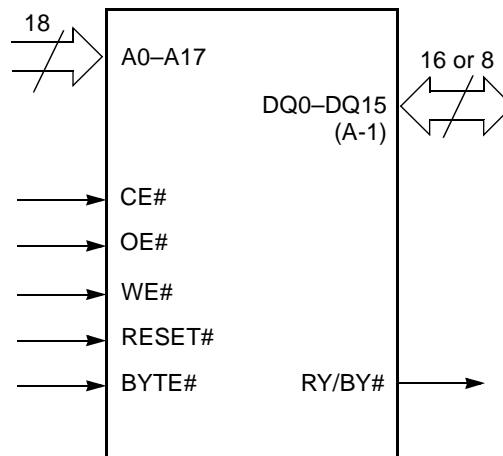 18
A0–A17
16 or 8
DQ0–DQ15
(A-1)
CE#
OE#
WE#
RESET#
BYTE#
RY/BY#